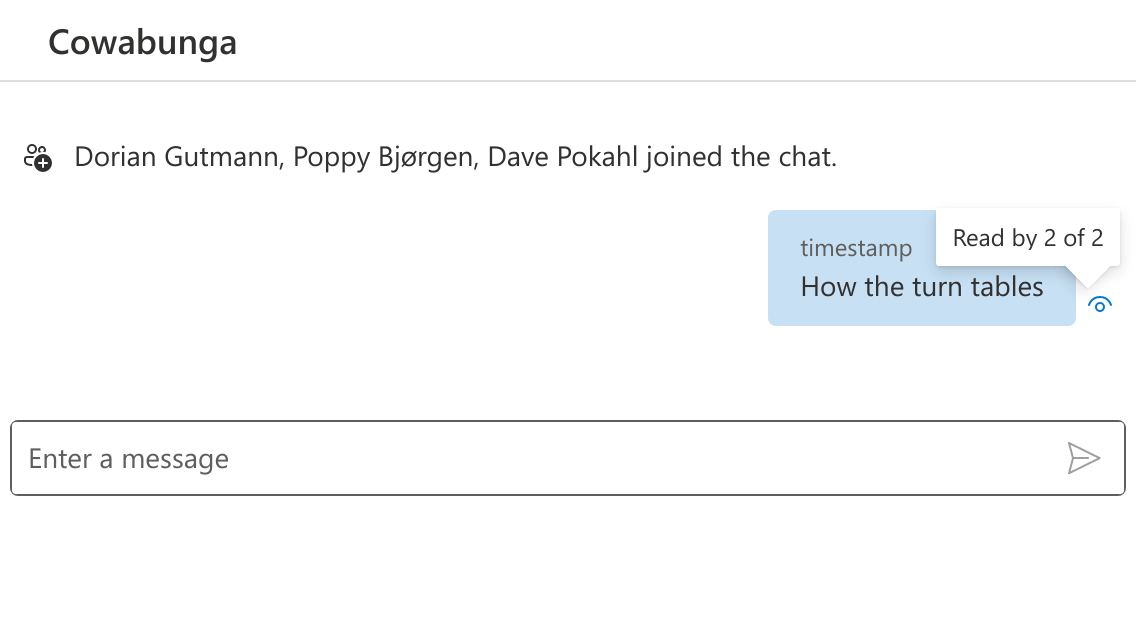 Cowabunga
Dorian Gutmann, Poppy Bjørgen, Dave Pokahl joined the chat.
timestamp
Read by 2 of 2
How the turn tables
Enter a message